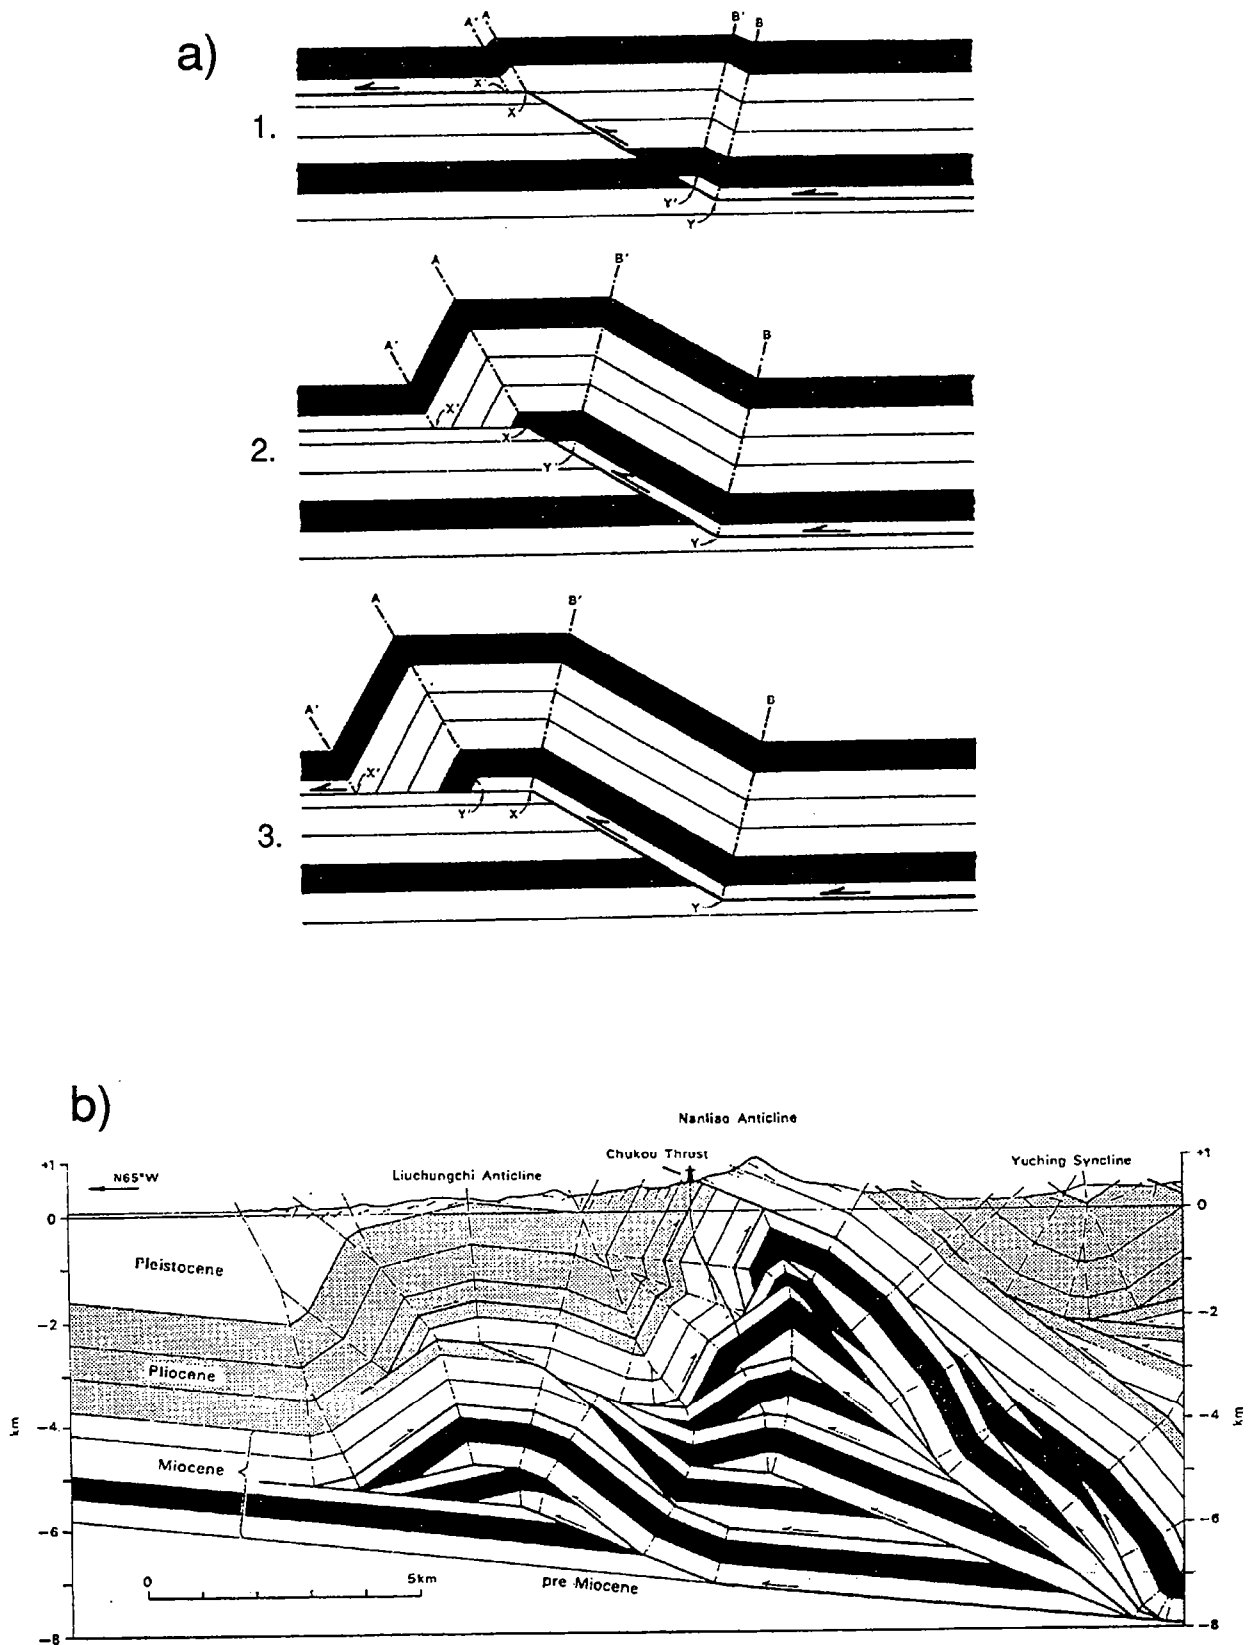 a)
A' A B' B
X'
X
1.
Y'
Y
A B'
A' B
X'
X
2.
Y'
Y
A B'
B
A'
X'
Y' X
3.
Y
b)
Nanliao Anticline
Chukou Thrust
Yuching Syncline
Liuchungchi Anticline
N65°W
+1 +1
0 0
Pleistocene
-2 -2
Pliocene
-4 -4
km km
Miocene
-6 -6
0 5km
pre Miocene
-8 -8